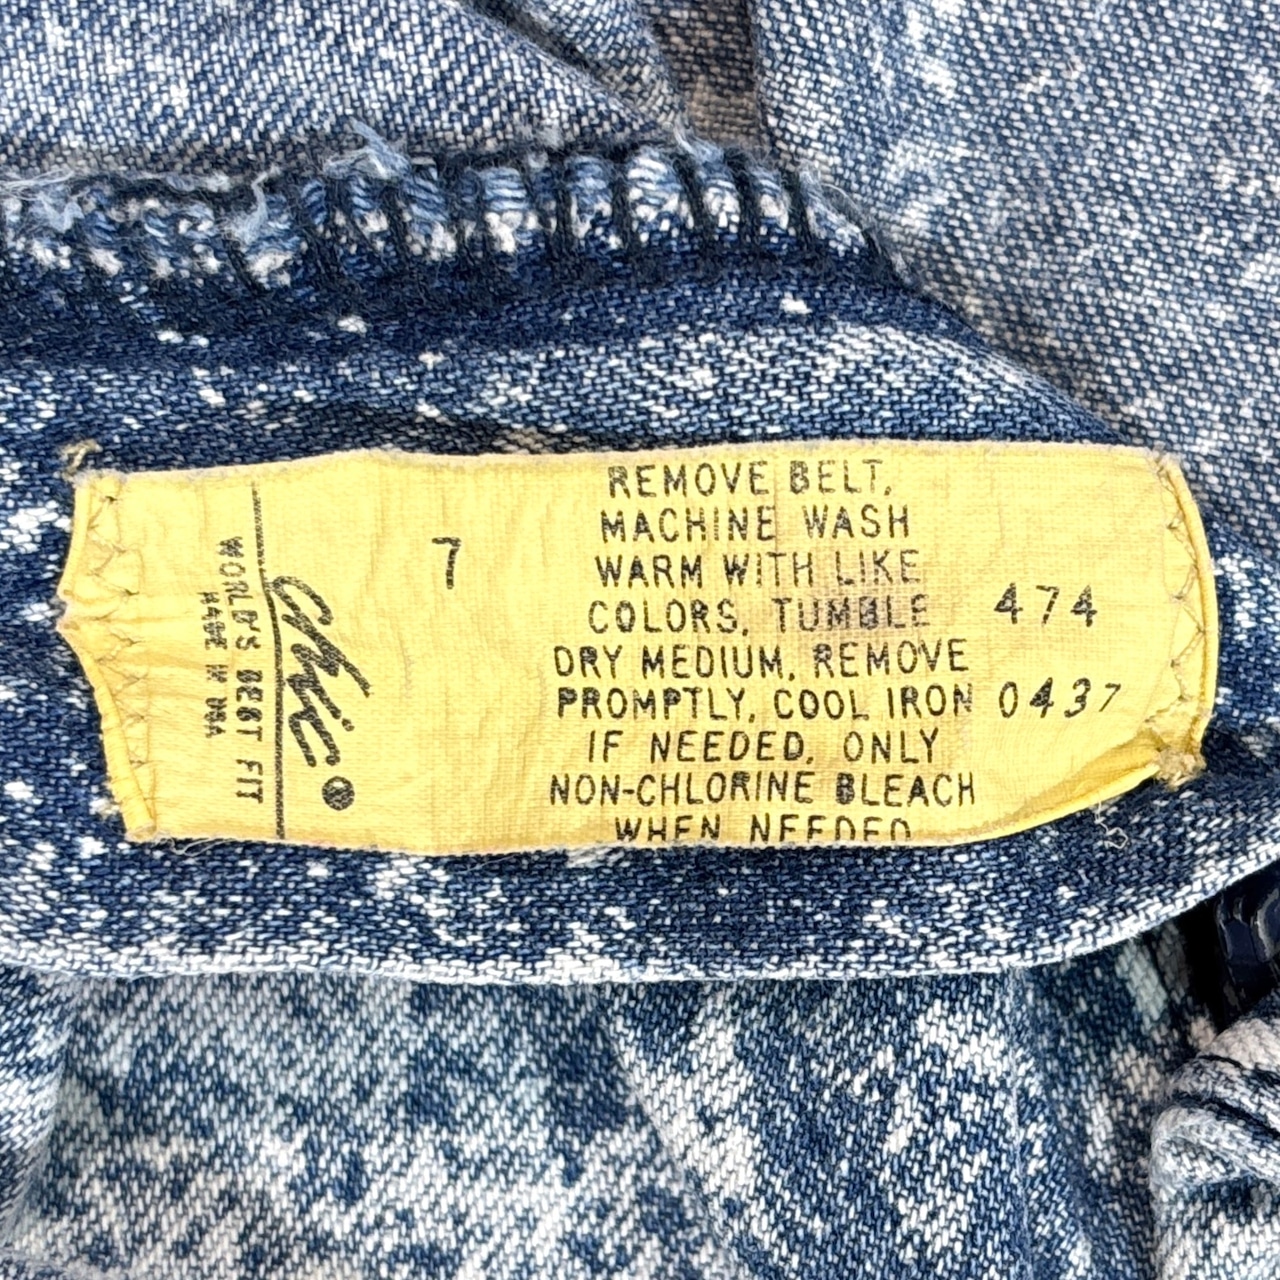 WORLD'S BEST FIT
MADE IN USA
Chic®
7
REMOVE BELT,
MACHINE WASH
WARM WITH LIKE
COLORS, TUMBLE
DRY MEDIUM, REMOVE
PROMPTLY, COOL IRON
IF NEEDED, ONLY
NON-CHLORINE BLEACH
WHEN NEEDED
474
0437